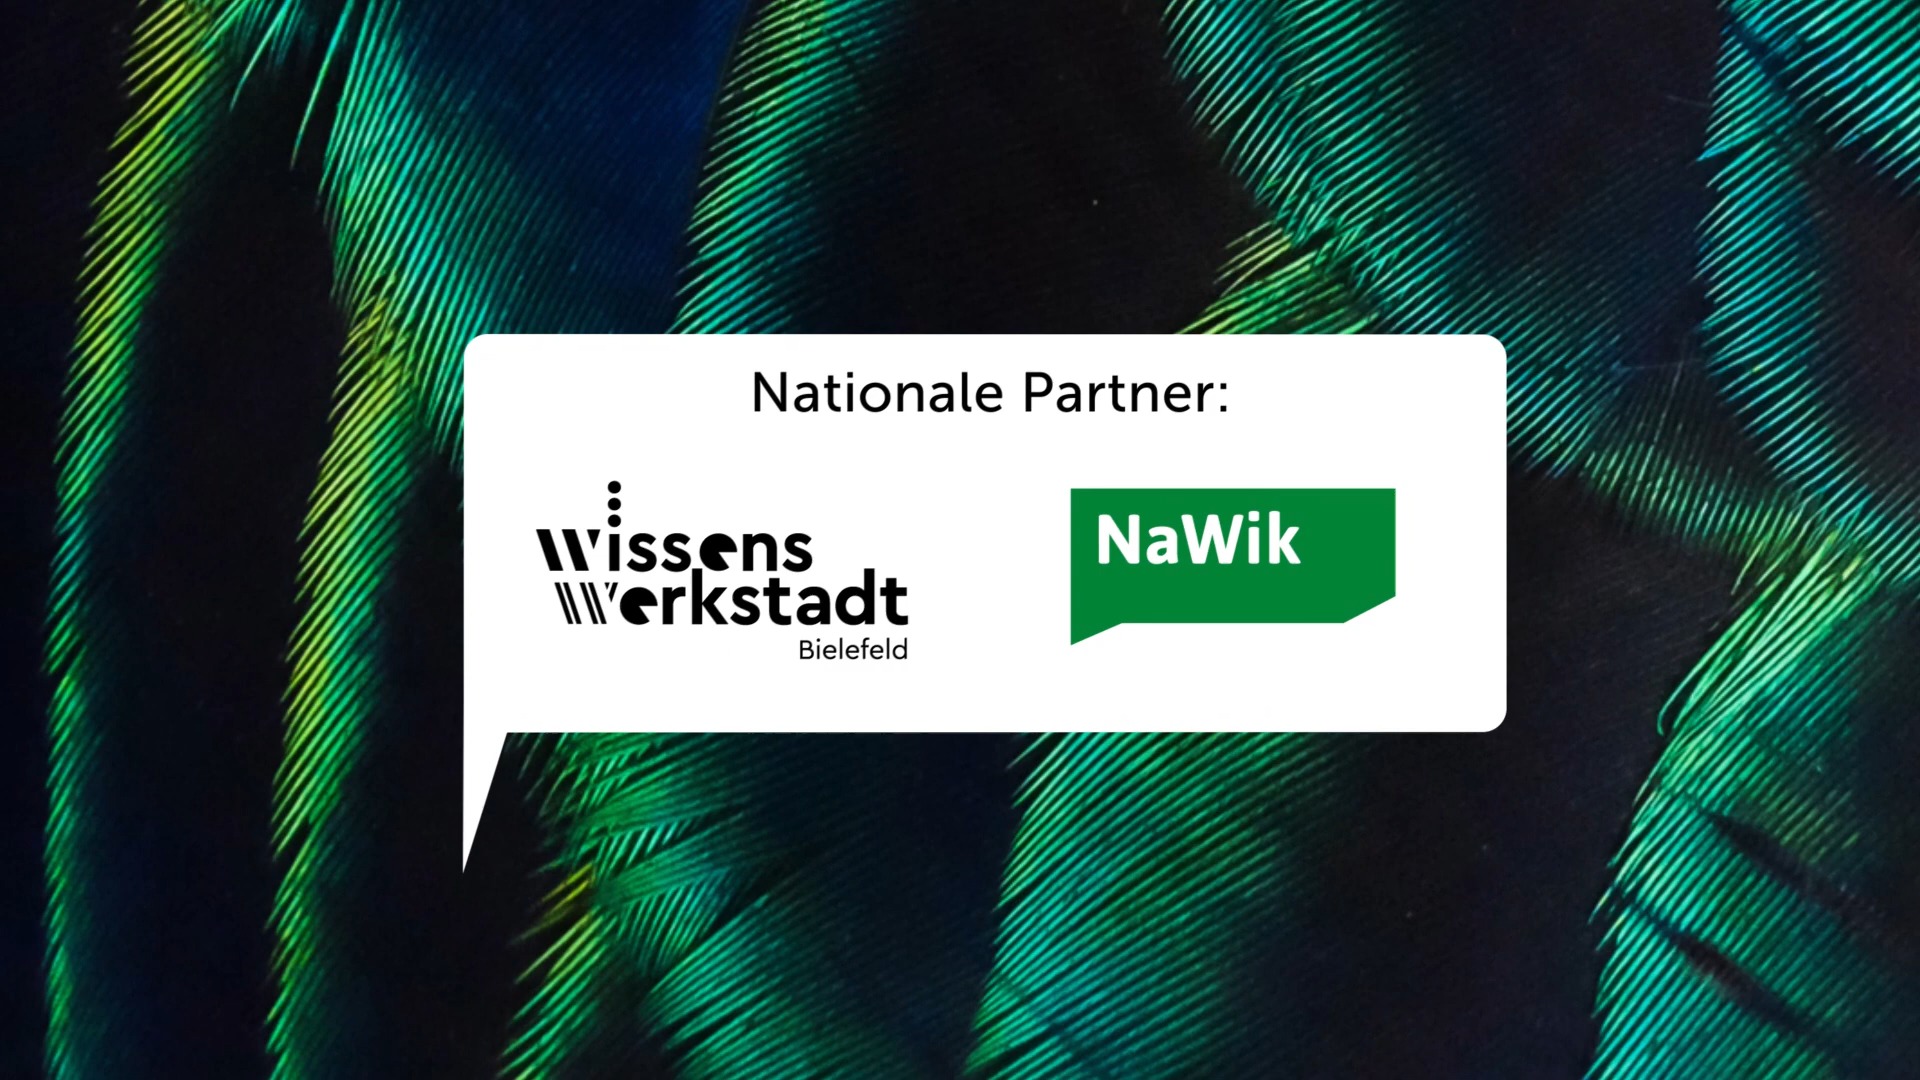 Nationale Partner:
wissens
werkstadt
Bielefeld
NaWik